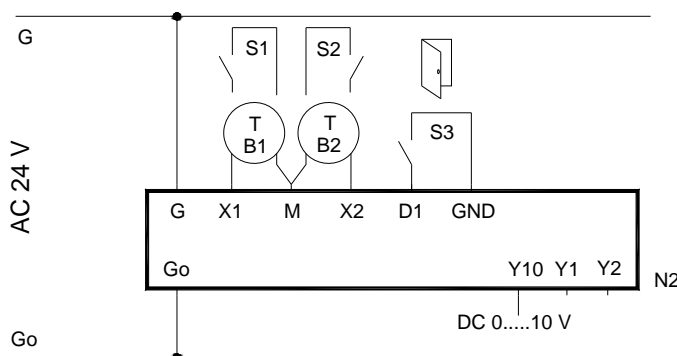 G
S1 S2
T T
B1 B2
S3
AC 24 V
G X1 M X2 D1 GND
Go Y10 Y1 Y2
N2
DC 0.....10 V
Go